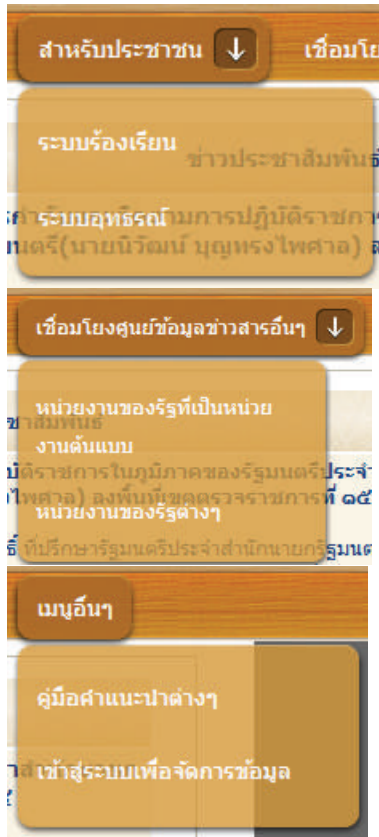 สำหรับประชาชน เชื่อมโย
ระบบร้องเรียน
ข่าวประชาสัมพันธ์
ระบบอุทธรณ์ ามการปฏิบัติราชกา
นตรี(นายนิวัฒน์ บุญทรงไพศาล) ล
เชื่อมโยงศูนย์ข้อมูลข่าวสารอื่นๆ
หน่วยงานของรัฐที่เป็นหน่วย
ชาสัมพันธ์
งานต้นแบบ
บัติราชการในภูมิภาคของรัฐมนตรีประจำ
หน่วยงานของรัฐต่างๆ
ไพศาล) ลงพื้นที่เขตตรวจราชการที่ ๑๕
ที่ปรึกษารัฐมนตรีประจำสำนักนายกรัฐมนต
เมนูอื่นๆ
คู่มือคำแนะนำต่างๆ
เข้าสู่ระบบเพื่อจัดการข้อมูล